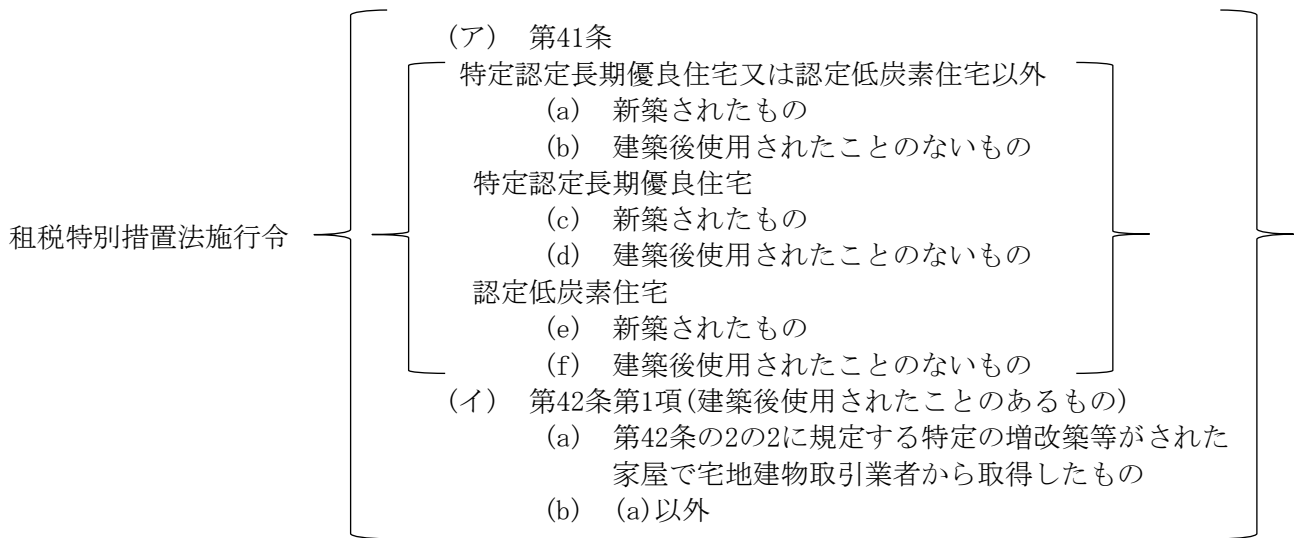 (ア) 第41条
特定認定長期優良住宅又は認定低炭素住宅以外
(a) 新築されたもの
(b) 建築後使用されたことのないもの
特定認定長期優良住宅
(c) 新築されたもの
租税特別措置法施行令
(d) 建築後使用されたことのないもの
認定低炭素住宅
(e) 新築されたもの
(f) 建築後使用されたことのないもの
(イ) 第42条第1項(建築後使用されたことのあるもの)
(a) 第42条の2の2に規定する特定の増改築等がされた
家屋で宅地建物取引業者から取得したもの
(b) (a)以外